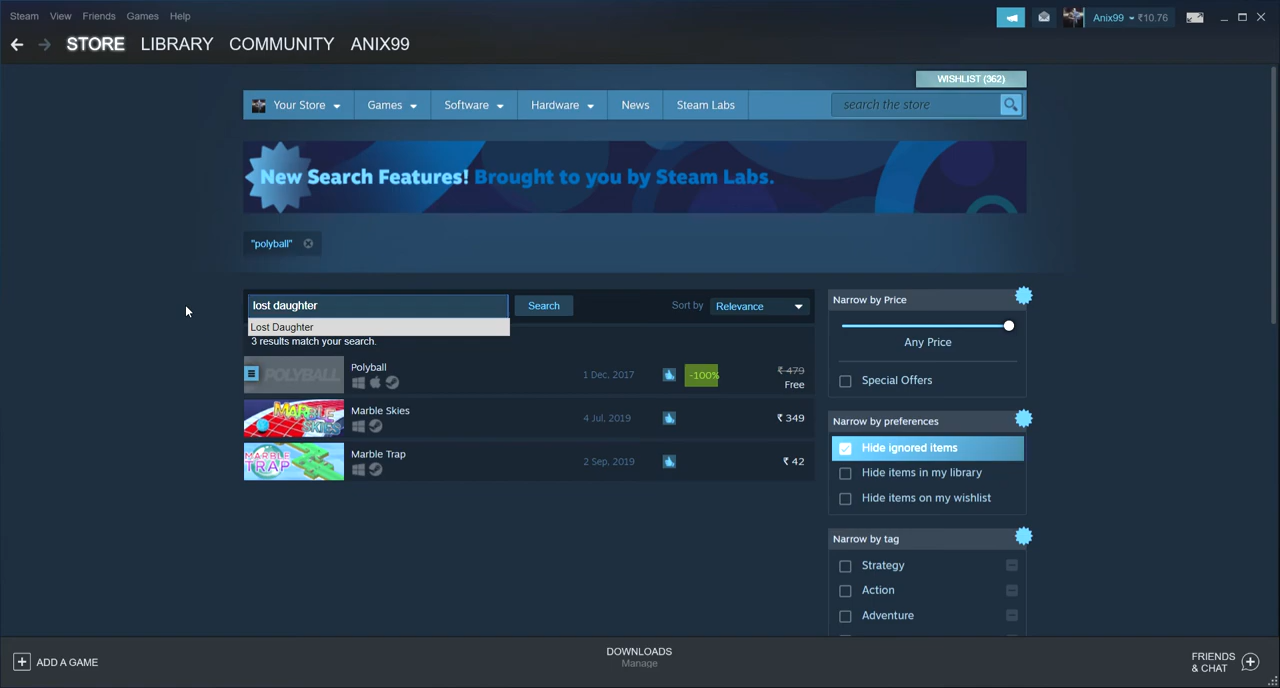 Steam View Friends Games Help
Anix99 ₹10.76
STORE LIBRARY COMMUNITY ANIX99
WISHLIST (362)
Your Store Games Software Hardware News Steam Labs search the store
New Search Features! Brought to you by Steam Labs.
"polyball"
lost daughter Search Sort by Relevance
Lost Daughter
3 results match your search.
POLYBALL
Polyball 1 Dec, 2017 -100% ₹ 479
Free
MARBLE SKIES
Marble Skies 4 Jul, 2019 ₹ 349
MARBLE TRAP
Marble Trap 2 Sep, 2019 ₹ 42
Narrow by Price
Any Price
Special Offers
Narrow by preferences
Hide ignored items
Hide items in my library
Hide items on my wishlist
Narrow by tag
Strategy
Action
Adventure
+ ADD A GAME
DOWNLOADS
Manage
FRIENDS
& CHAT +